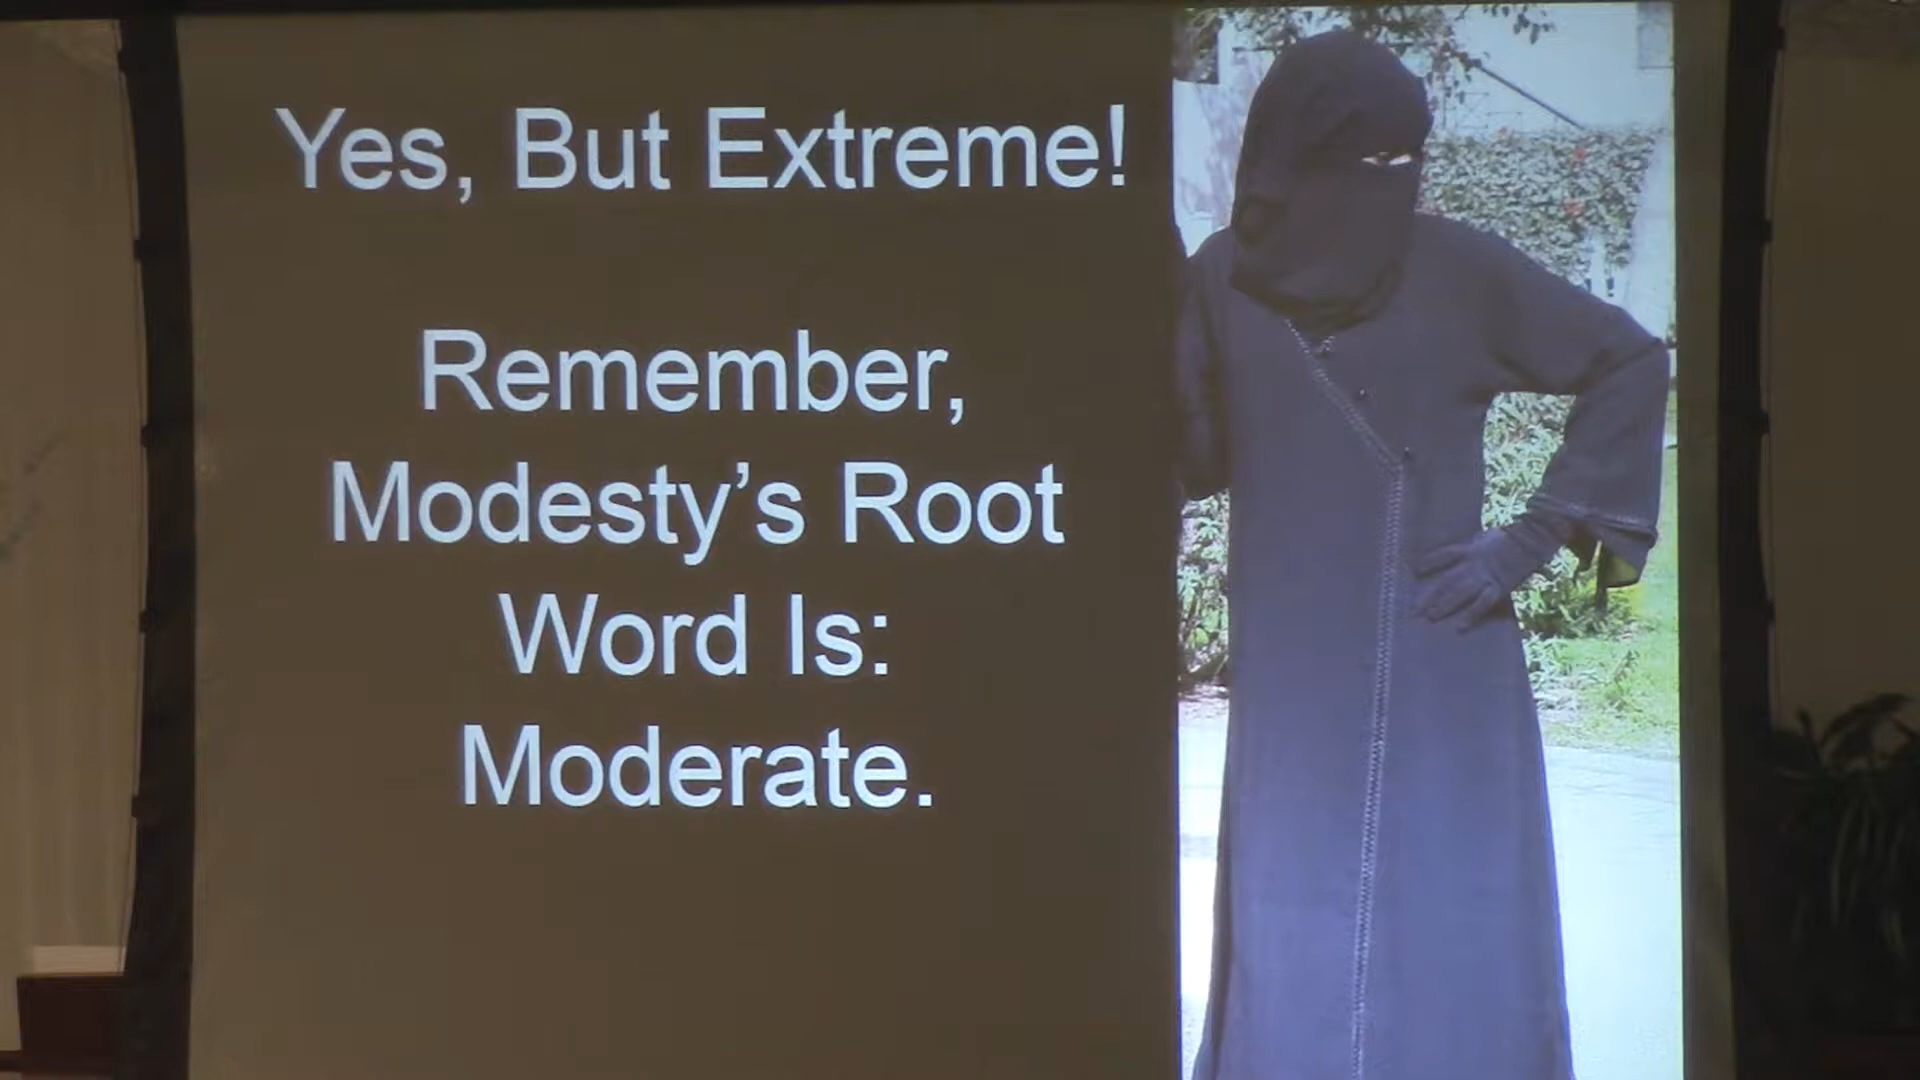 Yes, But Extreme!
Remember,
Modesty’s Root
Word Is:
Moderate.